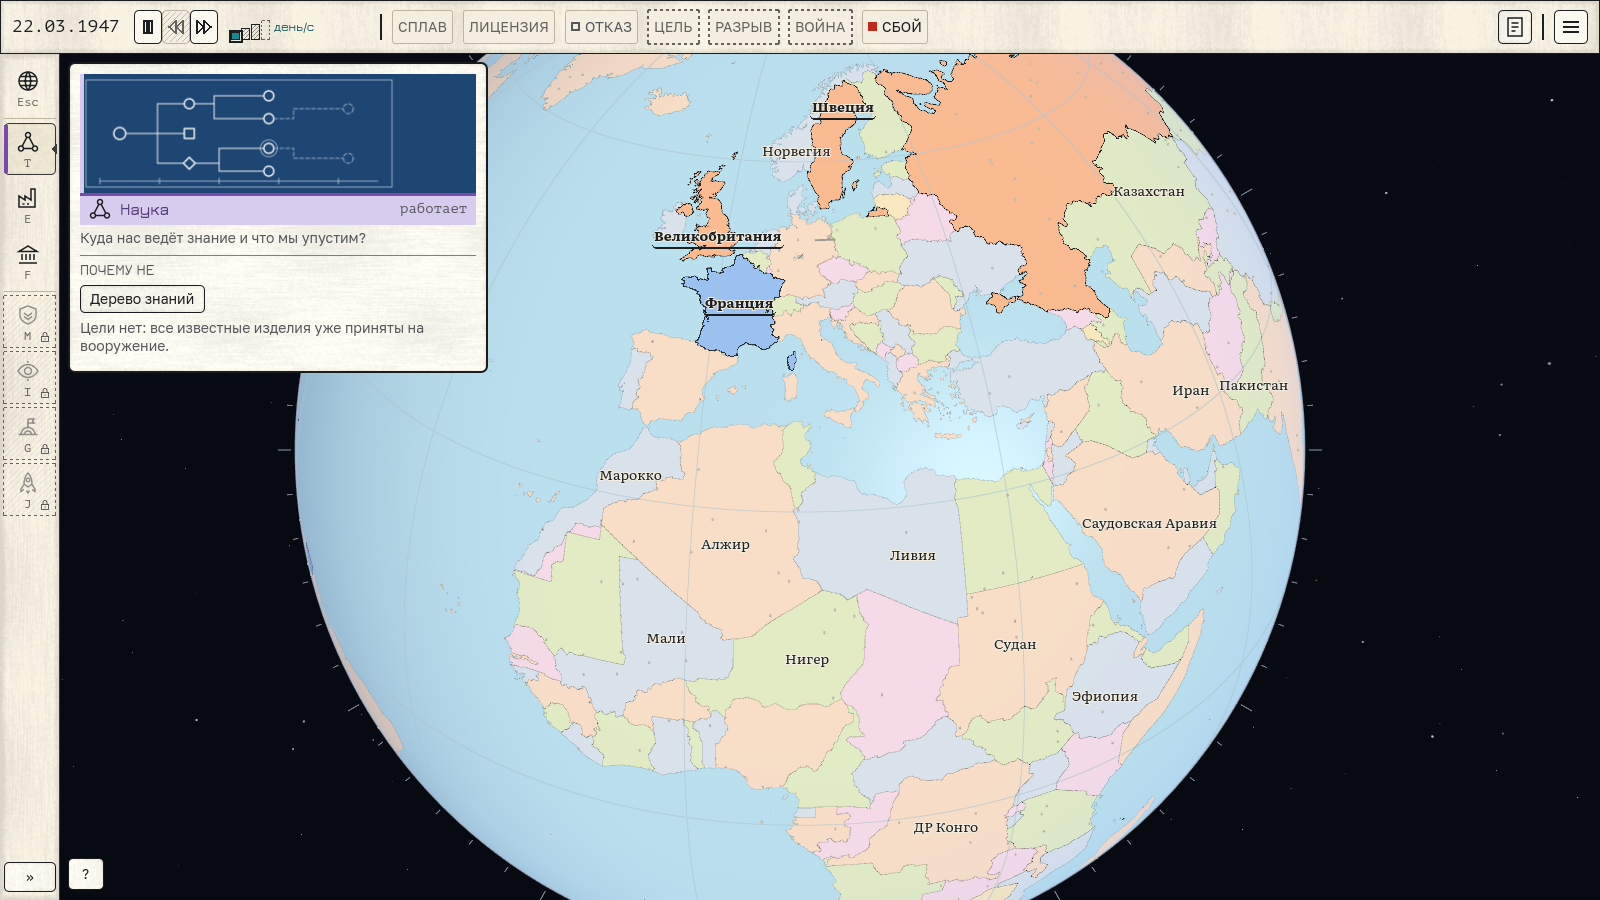 22.03.1947
день/с
СПЛАВ
ЛИЦЕНЗИЯ
ОТКАЗ
ЦЕЛЬ
РАЗРЫВ
ВОЙНА
СБОЙ
Esc
T
E
F
M
I
G
J
»
Наука
работает
Куда нас ведёт знание и что мы упустим?
ПОЧЕМУ НЕ
Дерево знаний
Цели нет: все известные изделия уже приняты на
вооружение.
?
Швеция
Норвегия
Казахстан
Великобритания
Франция
Иран
Пакистан
Марокко
Саудовская Аравия
Алжир
Ливия
Мали
Нигер
Судан
Эфиопия
ДР Конго